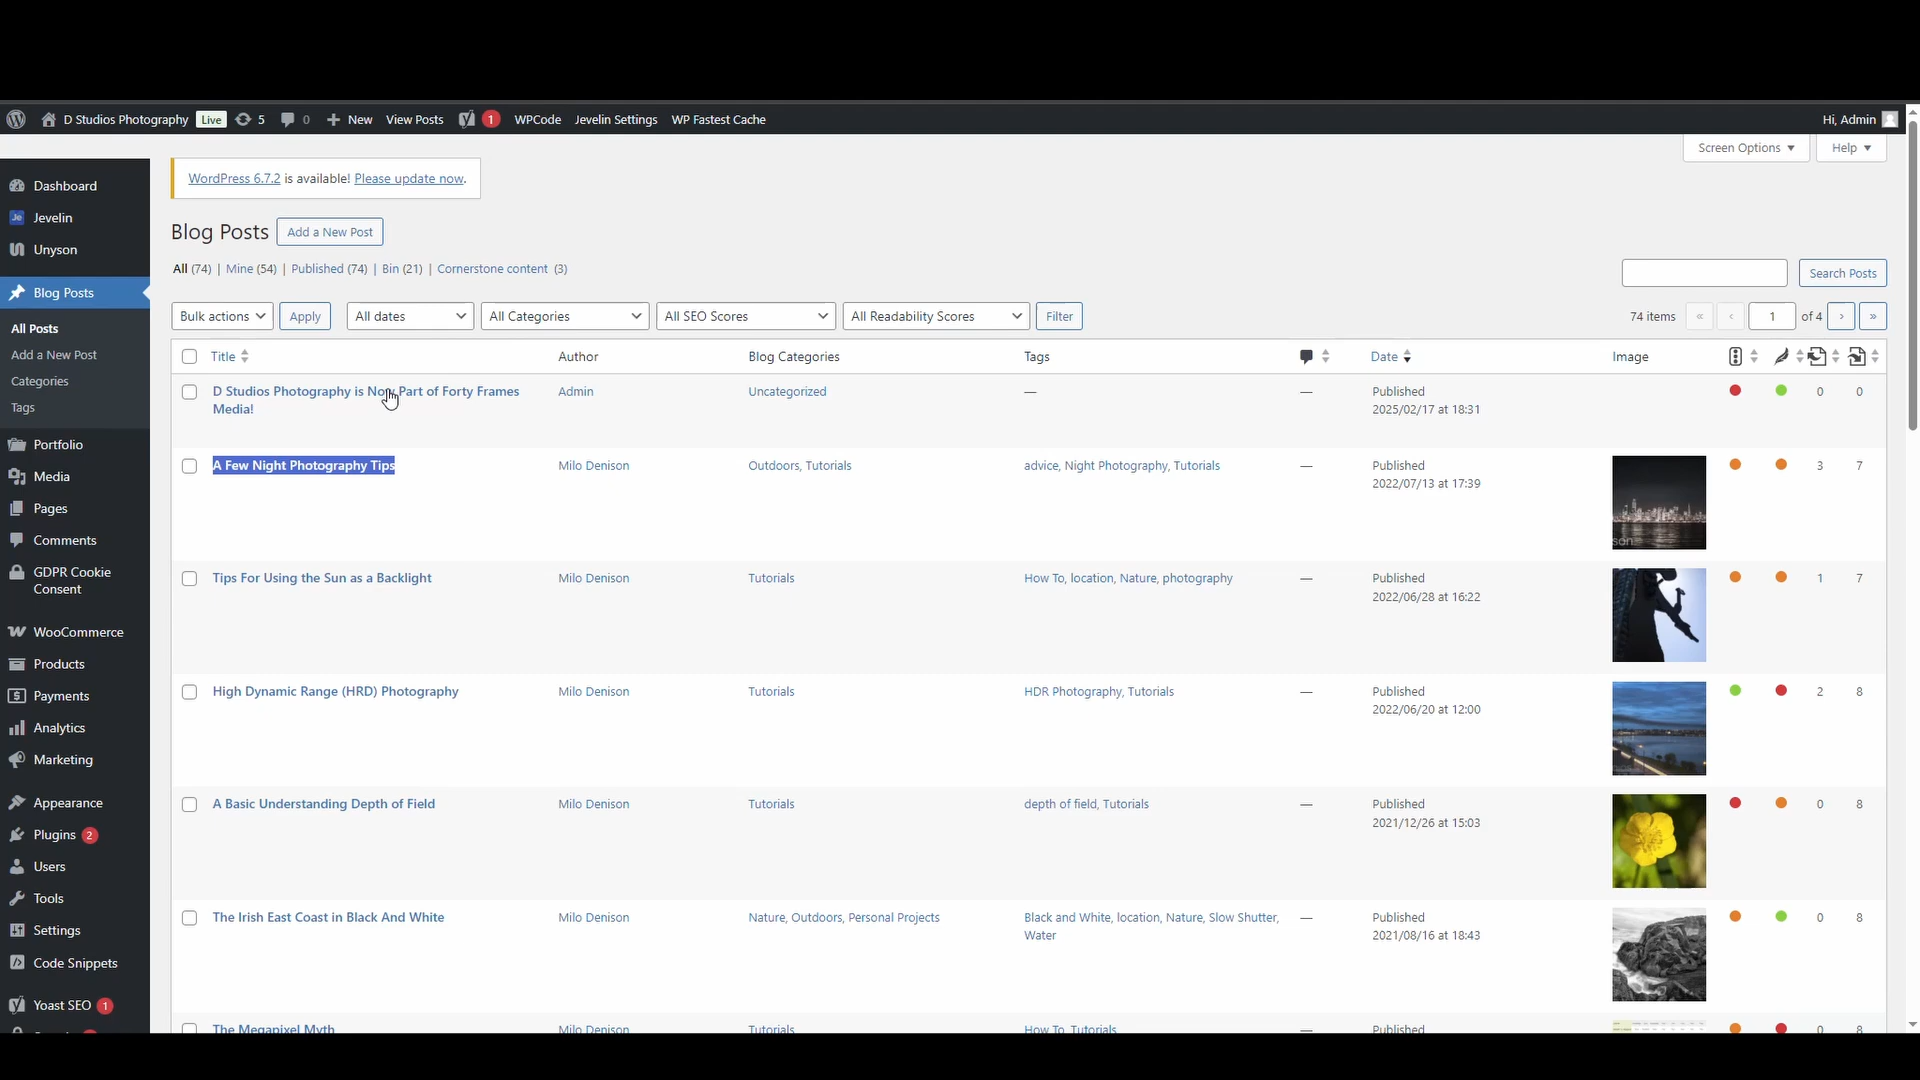 D Studios Photography Live 5 0 New View Posts 1 WPCode Jevelin Settings WP Fastest Cache Hi, Admin
Screen Options Help
WordPress 6.7.2 is available! Please update now.
Dashboard
Jevelin
Unyson
Blog Posts
All Posts
Add a New Post
Categories
Tags
Portfolio
Media
Pages
Comments
GDPR Cookie
Consent
WooCommerce
Products
Payments
Analytics
Marketing
Appearance
Plugins 2
Users
Tools
Settings
Code Snippets
Yoast SEO 1
Blog Posts Add a New Post
All (74) | Mine (54) | Published (74) | Bin (21) | Cornerstone content (3)
Search Posts
Bulk actions Apply All dates All Categories All SEO Scores All Readability Scores Filter 74 items « ‹ 1 of 4 › »
Title Author Blog Categories Tags Date Image
D Studios Photography is Now Part of Forty Frames Admin Uncategorized — — Published 0 0
Media! 2025/02/17 at 18:31
A Few Night Photography Tips Milo Denison Outdoors, Tutorials advice, Night Photography, Tutorials — Published 3 7
2022/07/13 at 17:39
son
Tips For Using the Sun as a Backlight Milo Denison Tutorials How To, location, Nature, photography — Published 1 7
2022/06/28 at 16:22
High Dynamic Range (HRD) Photography Milo Denison Tutorials HDR Photography, Tutorials — Published 2 8
2022/06/20 at 12:00
A Basic Understanding Depth of Field Milo Denison Tutorials depth of field, Tutorials — Published 0 8
2021/12/26 at 15:03
The Irish East Coast in Black And White Milo Denison Nature, Outdoors, Personal Projects Black and White, location, Nature, Slow Shutter, — Published 0 8
Water 2021/08/16 at 18:43
The Megapixel Myth Milo Denison Tutorials How To, Tutorials — Published 0 8